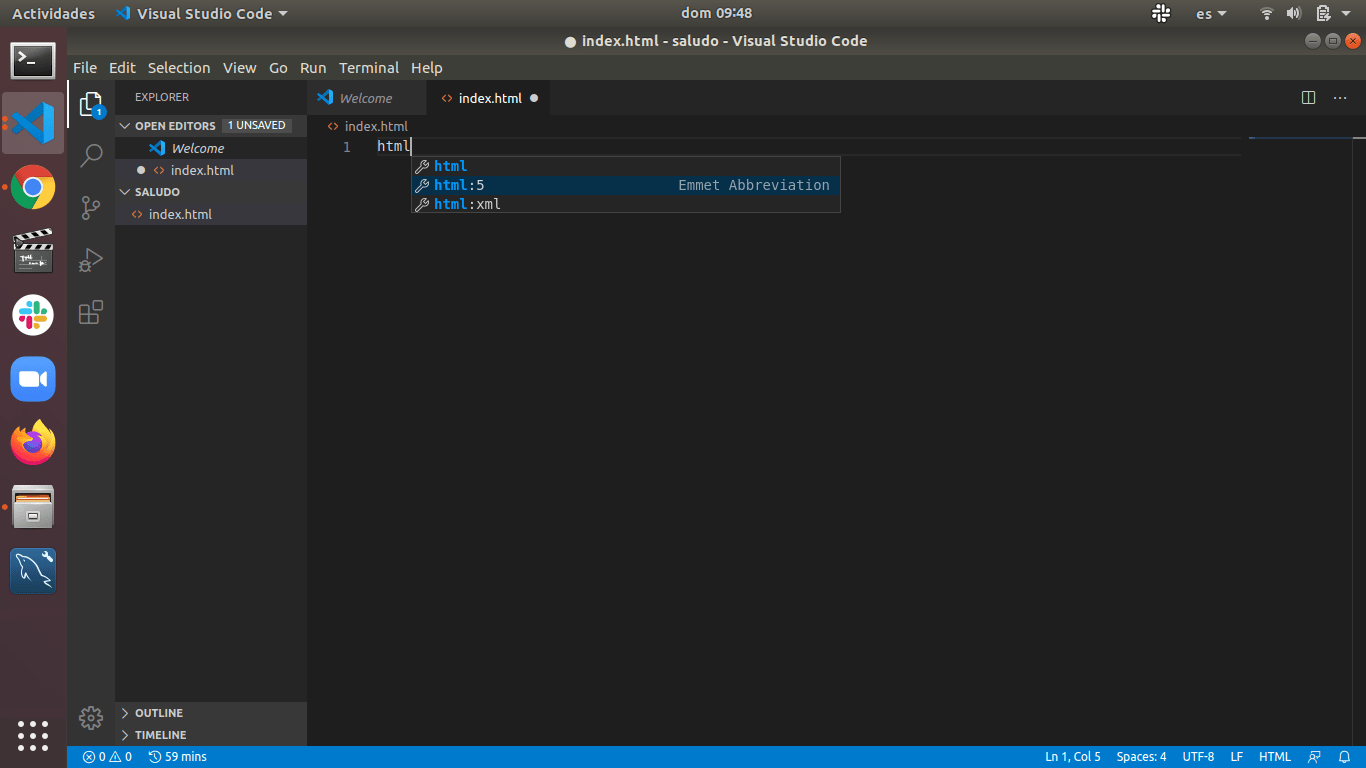 Actividades
Visual Studio Code
dom 09:48
es
index.html - saludo - Visual Studio Code
File Edit Selection View Go Run Terminal Help
1
EXPLORER
OPEN EDITORS 1 UNSAVED
Welcome
index.html
SALUDO
index.html
OUTLINE
TIMELINE
Welcome
index.html
index.html
1 html
html
html:5 Emmet Abbreviation
html:xml
0 0 59 mins
Ln 1, Col 5 Spaces: 4 UTF-8 LF HTML